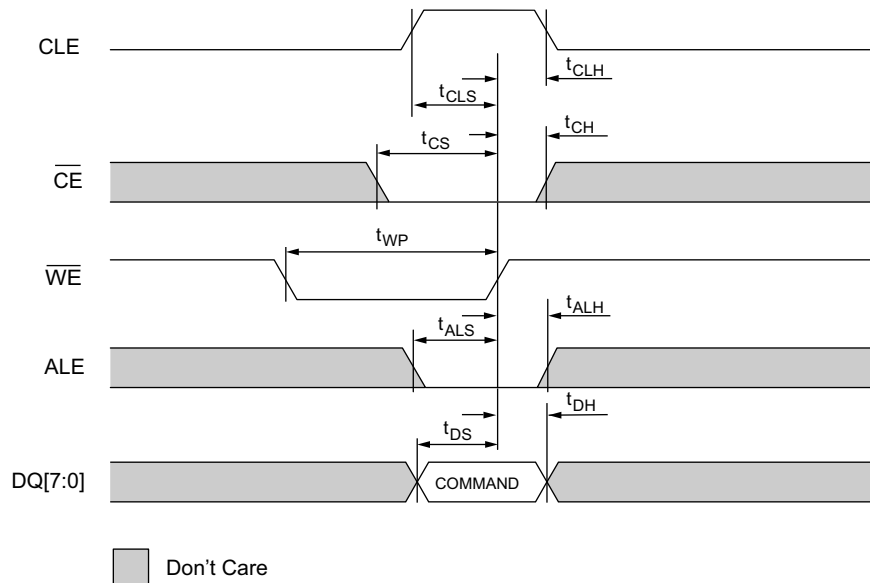 CLE
tCLH
tCLS
tCH
tCS
CE
tWP
WE
tALH
tALS
ALE
tDH
tDS
DQ[7:0]
COMMAND
Don't Care